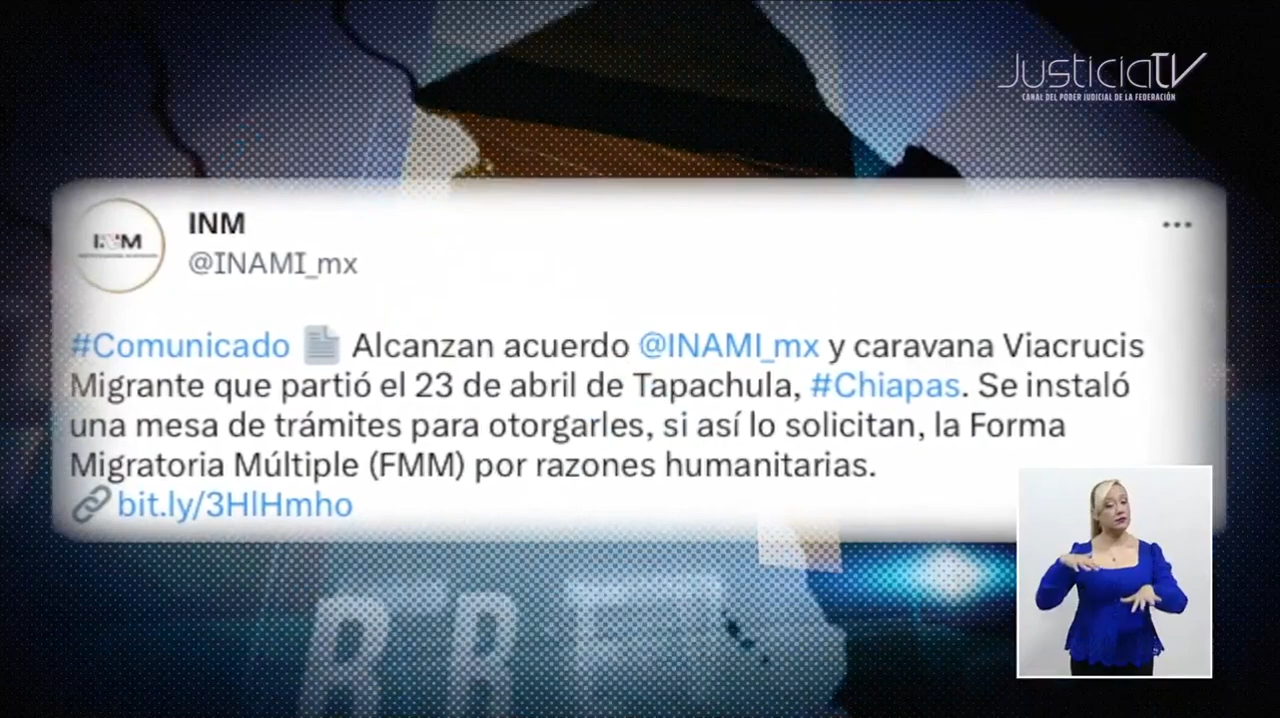 JusticiaTV
CANAL DEL PODER JUDICIAL DE LA FEDERACIÓN
INM
INM
@INAMI_mx
#Comunicado Alcanzan acuerdo @INAMI_mx y caravana Viacrucis
Migrante que partió el 23 de abril de Tapachula, #Chiapas. Se instaló
una mesa de trámites para otorgarles, si así lo solicitan, la Forma
Migratoria Múltiple (FMM) por razones humanitarias.
bit.ly/3HlHmho